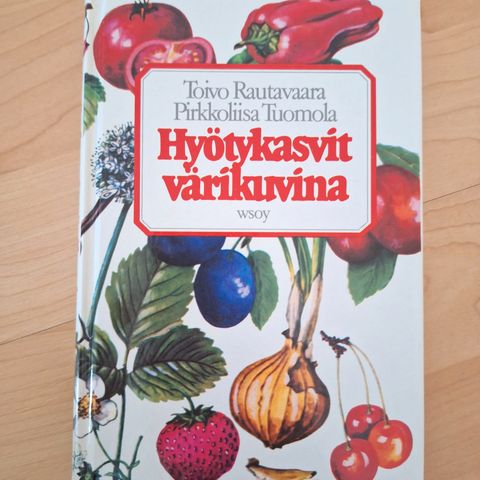 Toivo Rautavaara
Pirkkoliisa Tuomola
Hyötykasvit
värikuvina
wsoy